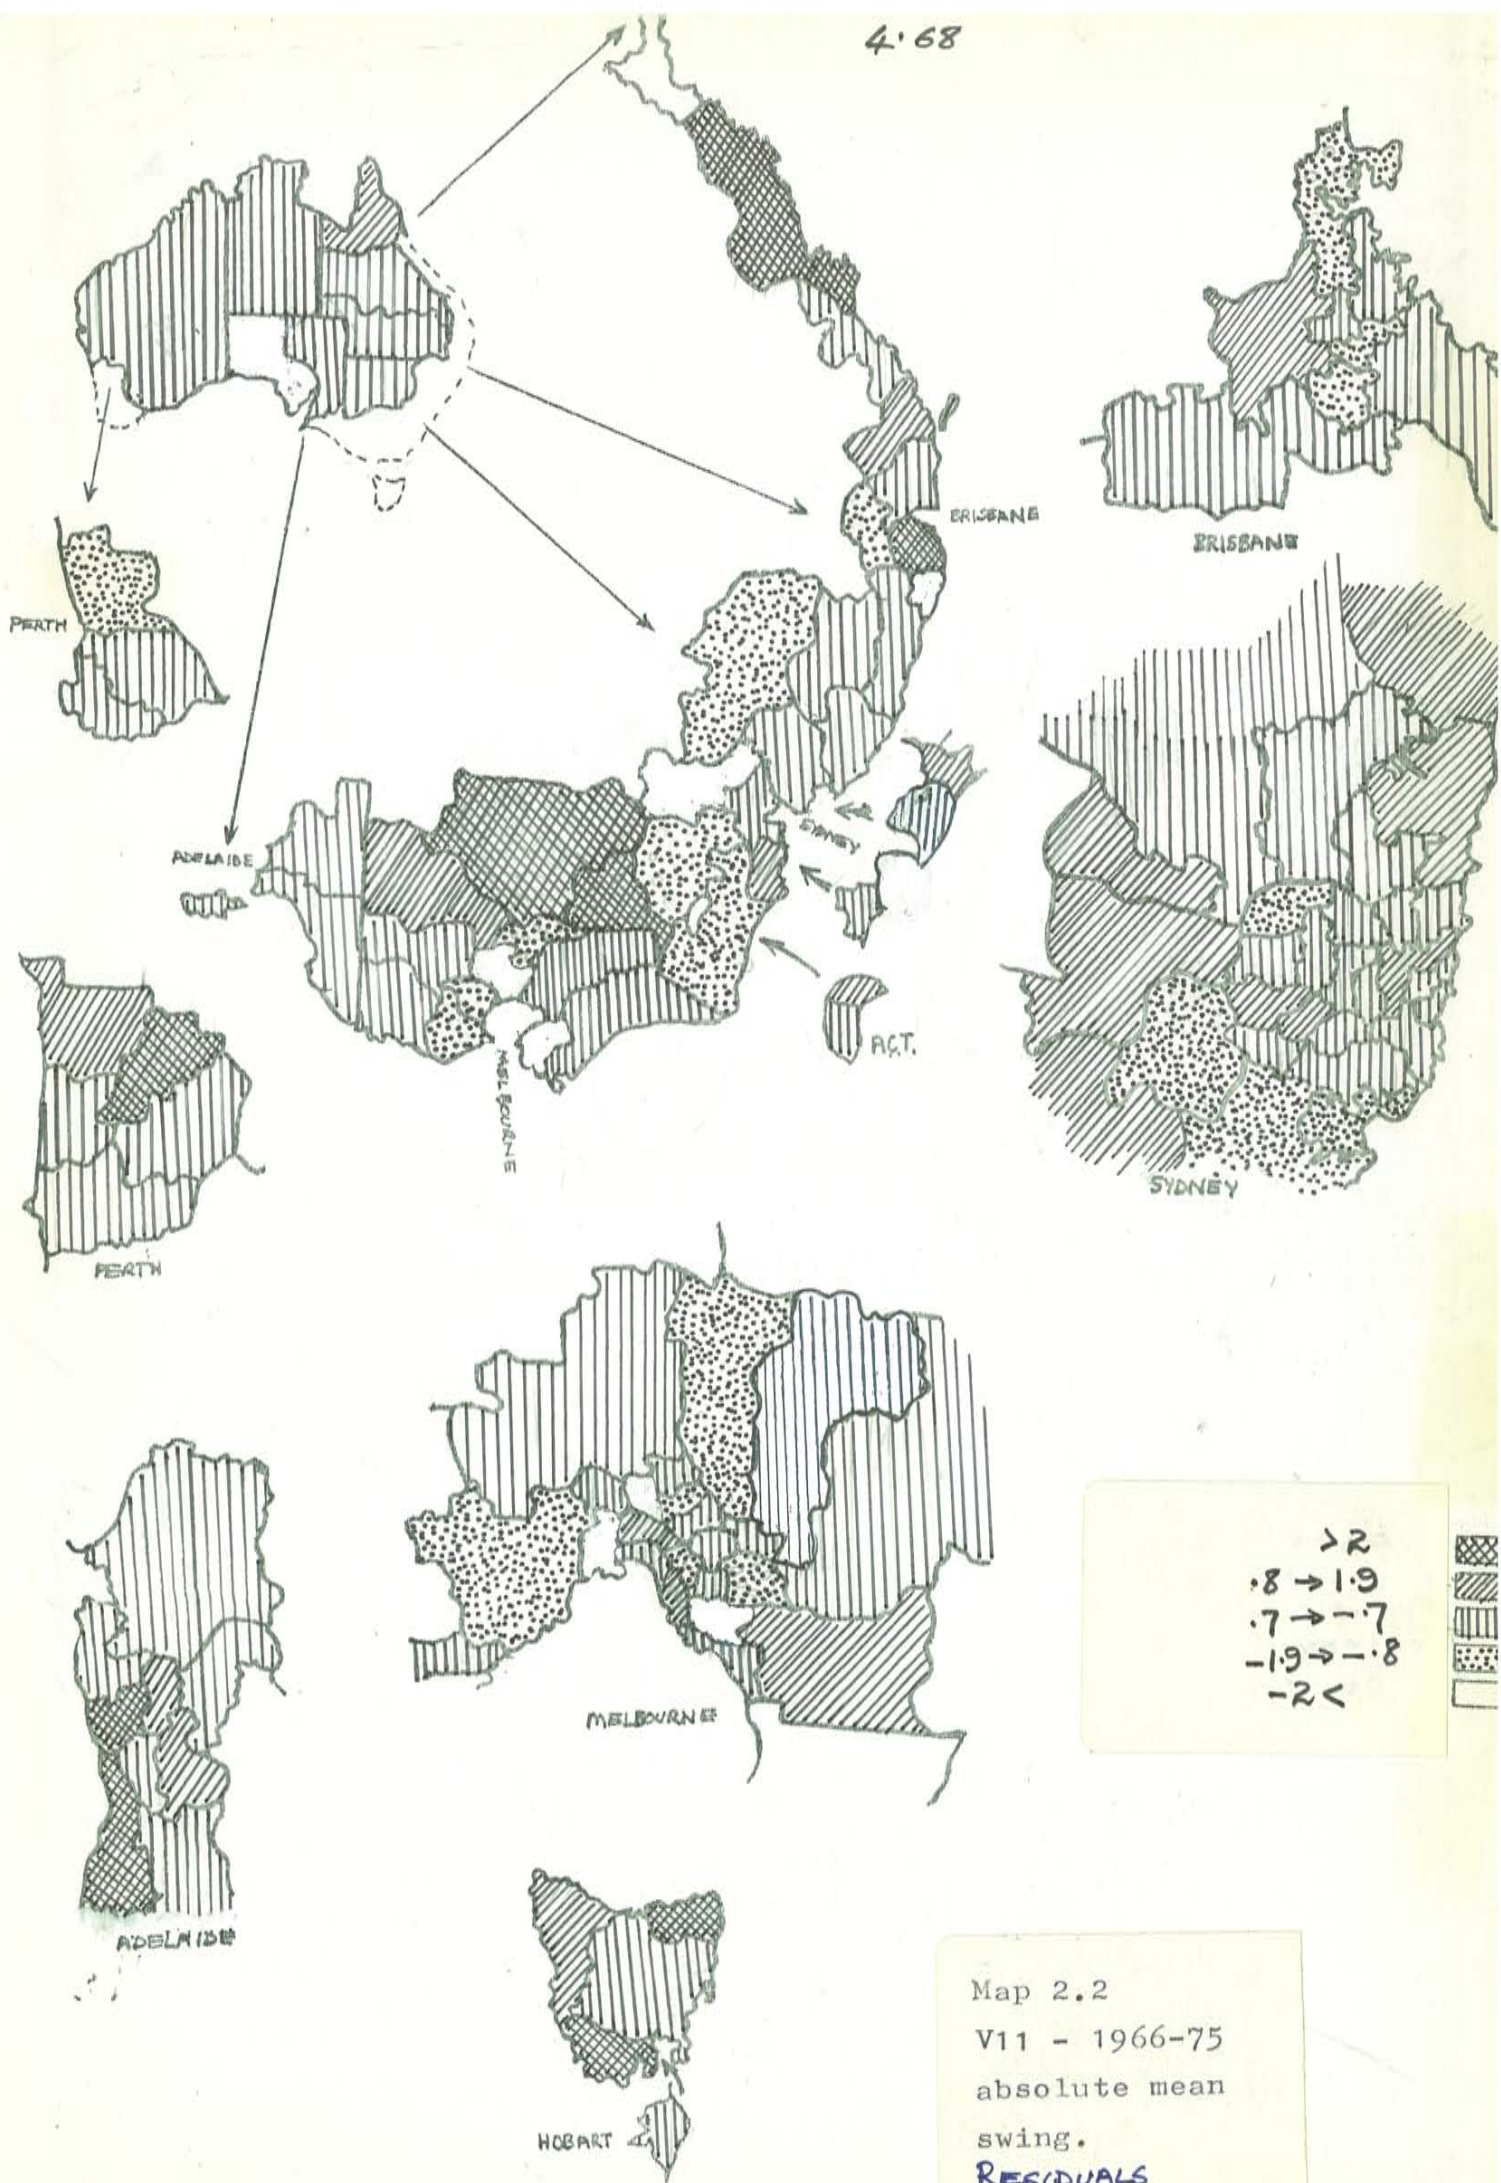 4.68
BRISBANE
BRISBANE
PERTH
SYDNEY
ADELAIDE
A.C.T.
MELBOURNE
SYDNEY
PERTH
>2
.8 → 1.9
.7 → -.7
-1.9 → -.8
-2 <
MELBOURNE
ADELAIDE
HOBART
Map 2.2
V11 - 1966-75
absolute mean
swing.
RESIDUALS